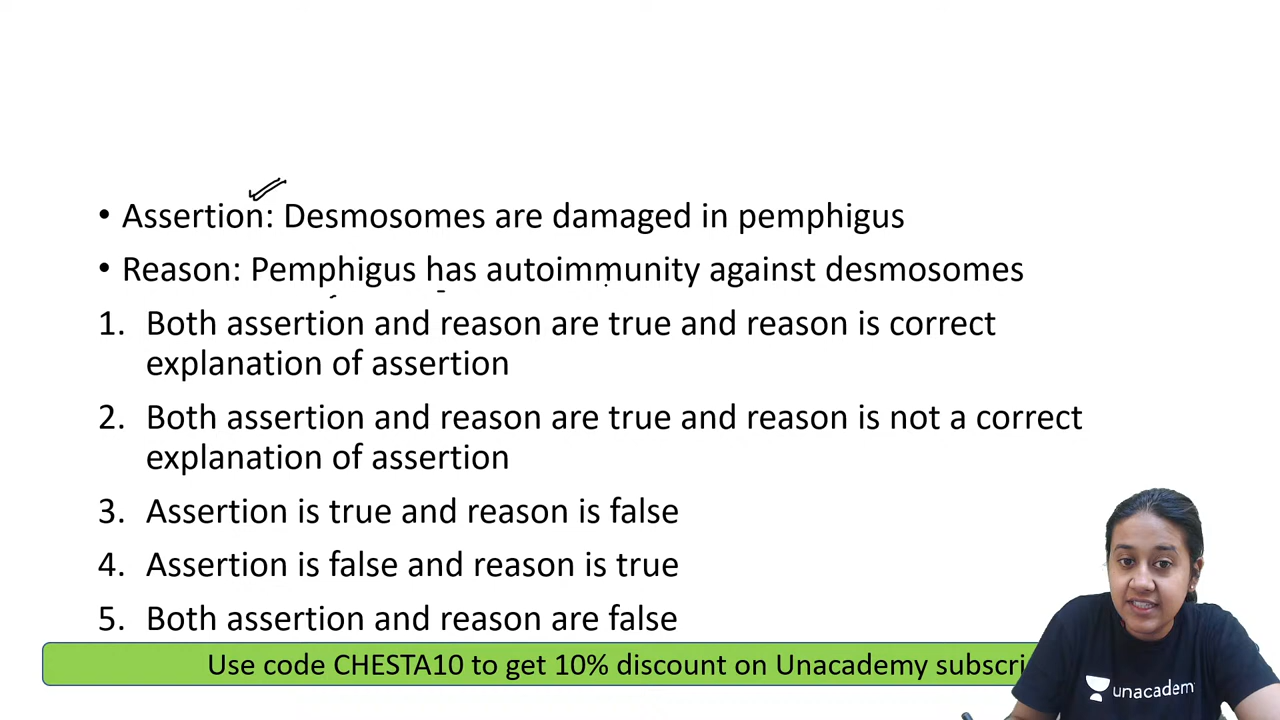 • Assertion: Desmosomes are damaged in pemphigus
• Reason: Pemphigus has autoimmunity against desmosomes
1. Both assertion and reason are true and reason is correct
explanation of assertion
2. Both assertion and reason are true and reason is not a correct
explanation of assertion
3. Assertion is true and reason is false
4. Assertion is false and reason is true
5. Both assertion and reason are false
Use code CHESTA10 to get 10% discount on Unacademy subscri
unacademy